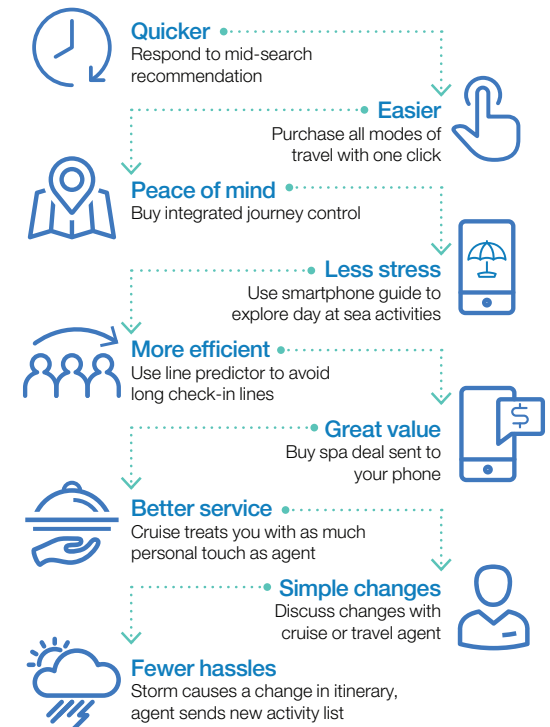 Quicker
Respond to mid-search
recommendation
Easier
Purchase all modes of
travel with one click
Peace of mind
Buy integrated journey control
Less stress
Use smartphone guide to
explore day at sea activities
More efficient
Use line predictor to avoid
long check-in lines
$
Great value
Buy spa deal sent to
your phone
Better service
Cruise treats you with as much
personal touch as agent
Simple changes
Discuss changes with
cruise or travel agent
Fewer hassles
Storm causes a change in itinerary,
agent sends new activity list